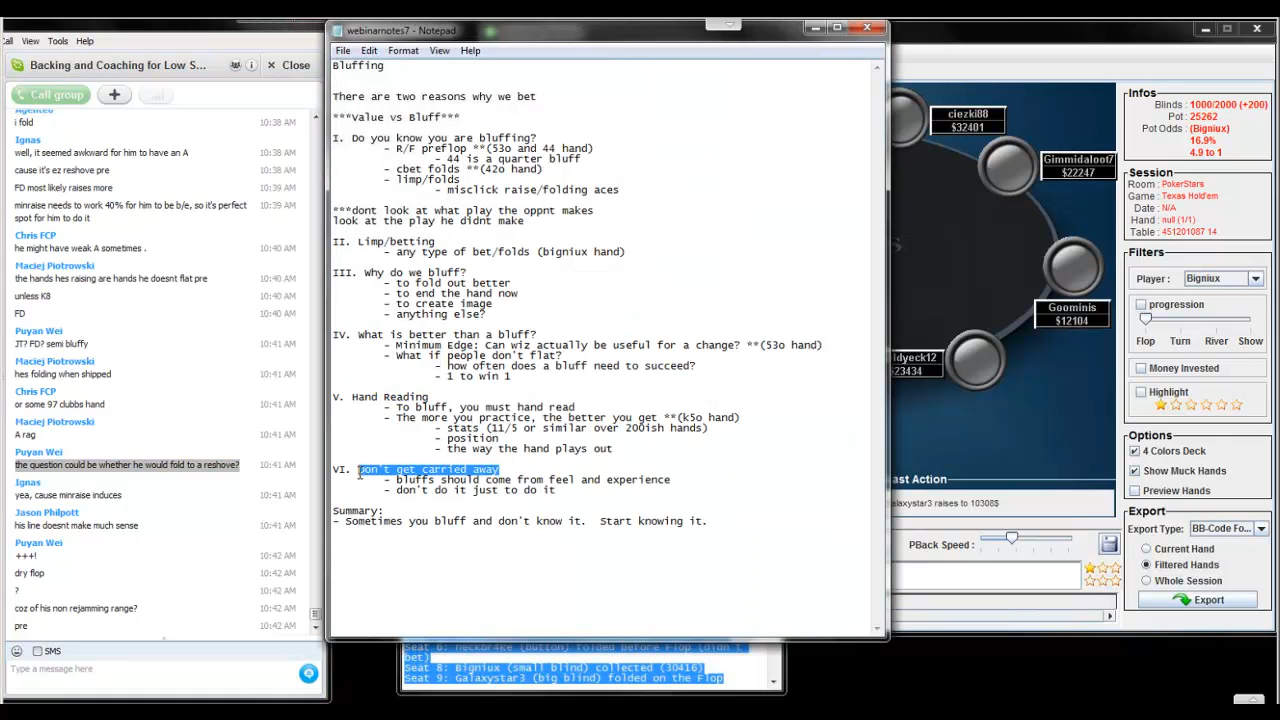 Call View Tools Help
Backing and Coaching for Low S... Close
Call group
i fold
10:38 AM
Ignas
well, it seemed awkward for him to have an A 10:38 AM
cause it's ez reshove pre 10:38 AM
FD most likely raises more 10:39 AM
minraise needs to work 40% for him to be b/e, so it's perfect 10:39 AM
spot for him to do it
Chris FCP
he might have weak A sometimes . 10:40 AM
Maciej Piotrowski
the hands hes raising are hands he doesnt flat pre 10:40 AM
unless K8 10:40 AM
FD 10:40 AM
Puyan Wei
JT? FD? semi bluffy 10:40 AM
Maciej Piotrowski
hes folding when shipped 10:40 AM
Chris FCP
or some 97 dubbs hand 10:40 AM
Maciej Piotrowski
A rag 10:41 AM
Puyan Wei
the question could be whether he would fold to a reshove? 10:41 AM
Ignas
yea, cause minraise induces 10:41 AM
Jason Philpott
his line doesnt make much sense 10:41 AM
Puyan Wei
+++! 10:42 AM
dry flop 10:42 AM
? 10:42 AM
coz of his non rejamming range? 10:42 AM
pre 10:42 AM
SMS
Type a message here
webinarnotes7 - Notepad
File Edit Format View Help
Bluffing
There are two reasons why we bet
***Value vs Bluff***
I. Do you know you are bluffing?
- R/F preflop **(53o and 44 hand)
- 44 is a quarter bluff
- cbet folds **(42o hand)
- limp/folds
- misclick raise/folding aces
***dont look at what play the oppnt makes
look at the play he didnt make
II. Limp/betting
- any type of bet/folds (bigniux hand)
III. Why do we bluff?
- to fold out better
- to end the hand now
- to create image
- anything else?
IV. What is better than a bluff?
- Minimum Edge: Can wiz actually be useful for a change? **(53o hand)
- What if people don't flat?
- how often does a bluff need to succeed?
- 1 to win 1
V. Hand Reading
- To bluff, you must hand read
- The more you practice, the better you get **(k5o hand)
- stats (11/5 or similar over 200ish hands)
- position
- the way the hand plays out
VI. Don't get carried away
- bluffs should come from feel and experience
- don't do it just to do it
Summary:
- Sometimes you bluff and don't know it. Start knowing it.
bet)
Seat 8: Bigniux (small blind) collected (30416)
Seat 9: Galaxystar3 (big blind) folded on the Flop
ciezki88
$32401
Gimmidaloot7
$22247
Goominis
$12104
ldyeck12
$23434
ast Action
alaxystar3 raises to 10308$
PBack Speed :
Infos
Blinds : 1000/2000 (+200)
Pot: 25262
Pot Odds : (Bigniux)
16.9%
4.9 to 1
Session
Room : PokerStars
Game : Texas Hold'em
Date : N/A
Hand : null (1/1)
Table : 451201087 14
Filters
Player : Bigniux
progression
Flop Turn River Show
Money Invested
Highlight
Options
4 Colors Deck
Show Muck Hands
Preview Hands
Export
Export Type: BB-Code Fo...
Current Hand
Filtered Hands
Whole Session
Export